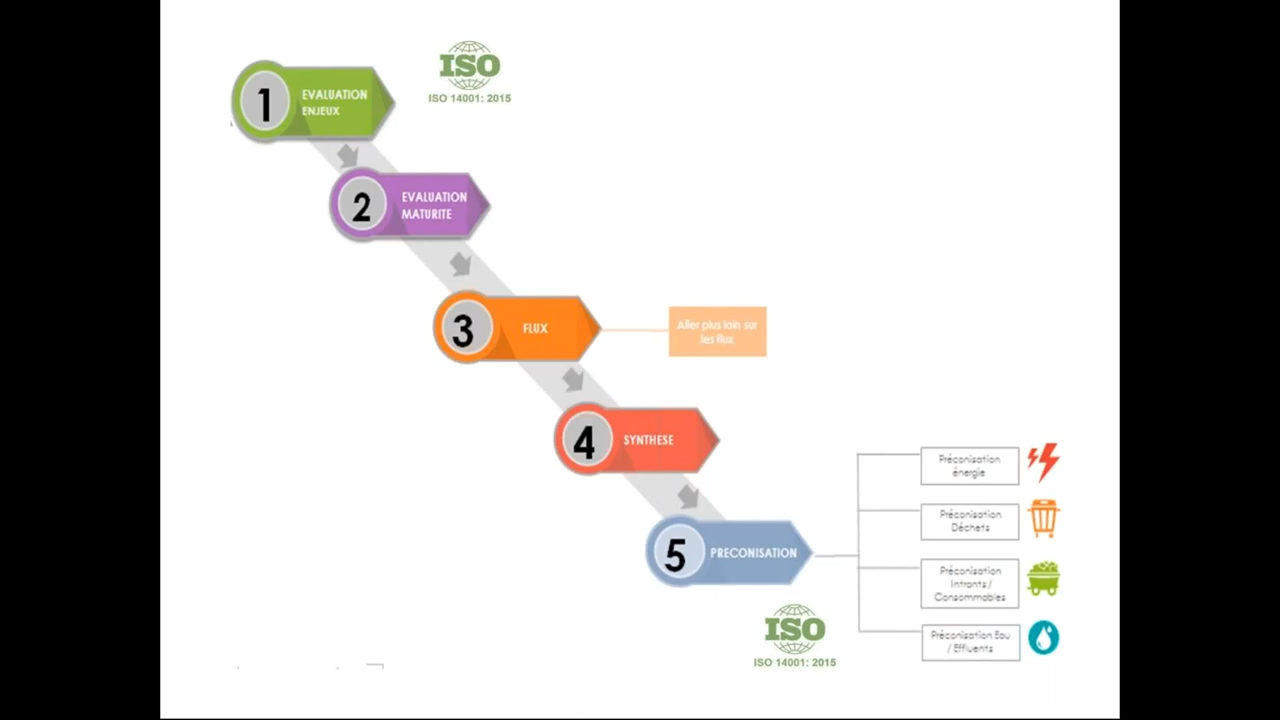 1
EVALUATION
ENJEUX
ISO
ISO 14001: 2015
2
EVALUATION
MATURITE
3
FLUX
Aller plus loin sur
les flux
4
SYNTHESE
5
PRECONISATION
Préconisation
énergie
Préconisation
Déchets
Préconisation
Intrants /
Consommables
Préconisation Eau
/ Effluents
ISO
ISO 14001: 2015